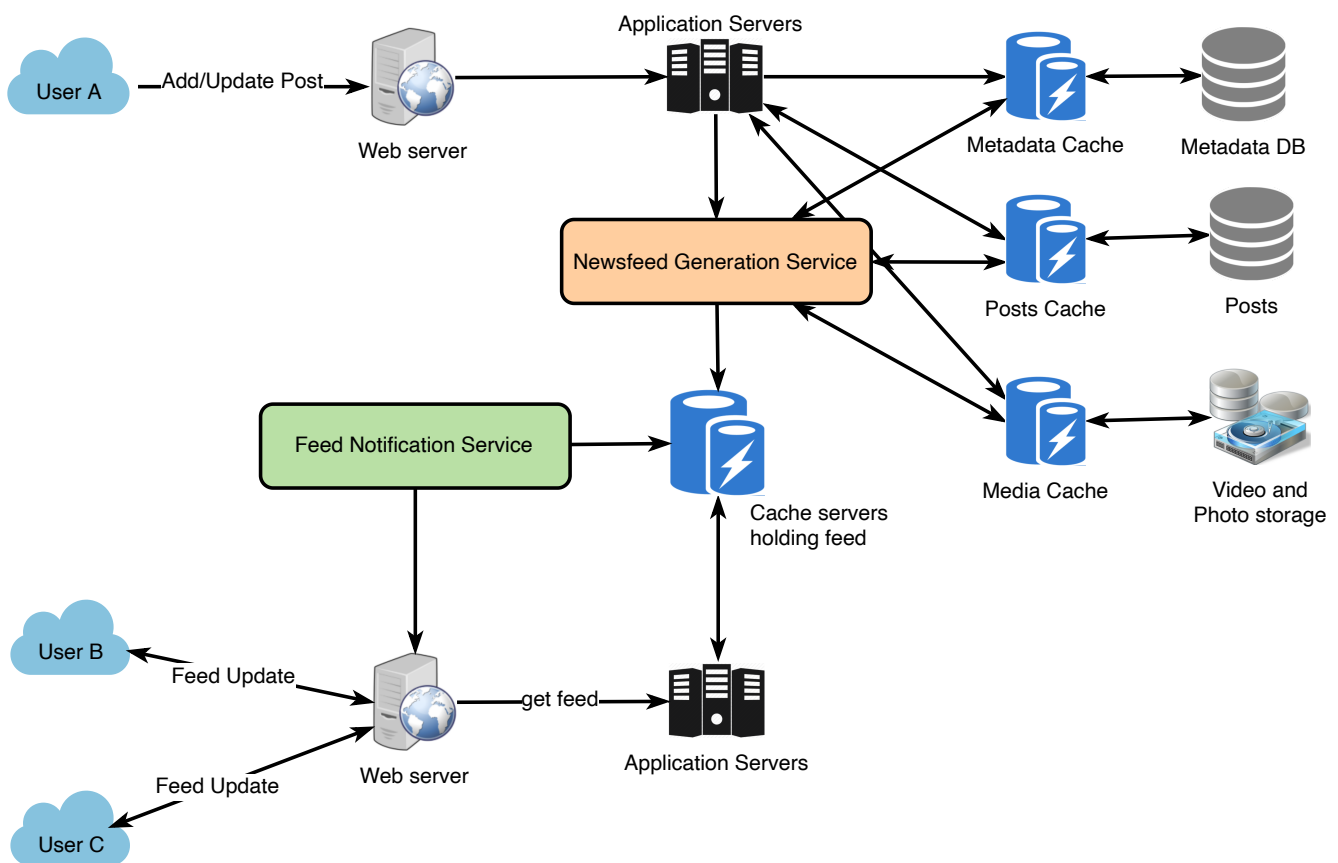 Application Servers
User A
Add/Update Post
Web server
Metadata Cache
Metadata DB
Newsfeed Generation Service
Posts Cache
Posts
Feed Notification Service
Media Cache
Video and
Photo storage
Cache servers
holding feed
User B
Feed Update
get feed
Web server
Application Servers
Feed Update
User C